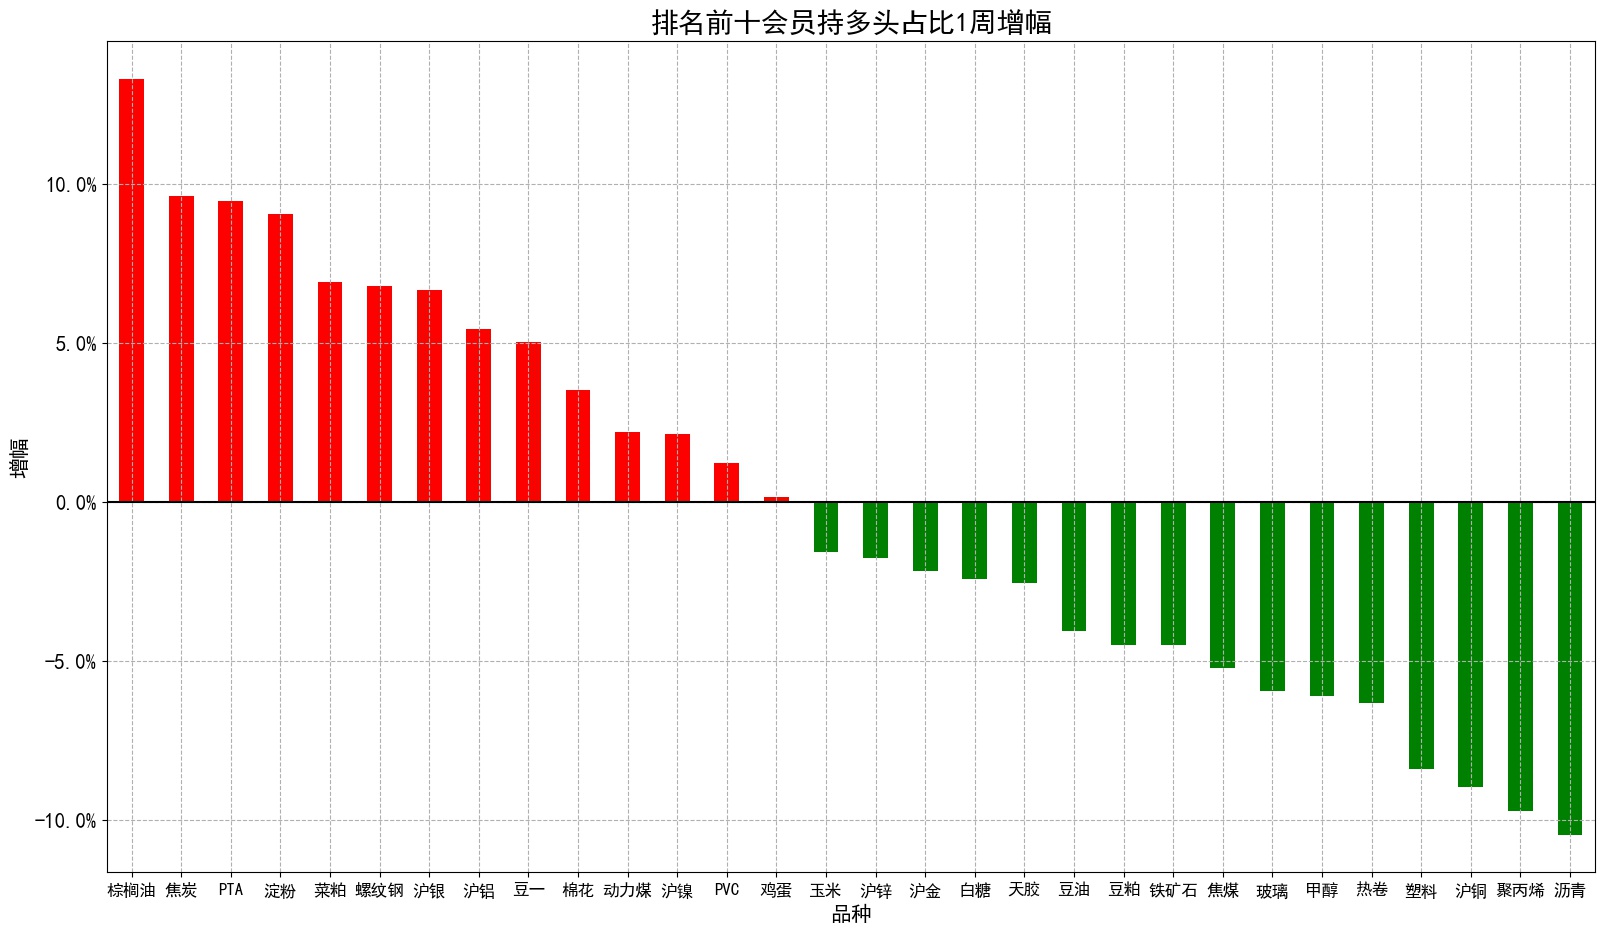 排名前十会员持多头占比1周增幅
10.0%
5.0%
0.0%
−5.0%
−10.0%
增幅
棕榈油 焦炭 PTA 淀粉 菜粕 螺纹钢 沪银 沪铝 豆一 棉花 动力煤 沪镍 PVC 鸡蛋 玉米 沪锌 沪金 白糖 天胶 豆油 豆粕 铁矿石 焦煤 玻璃 甲醇 热卷 塑料 沪铜 聚丙烯 沥青
品种